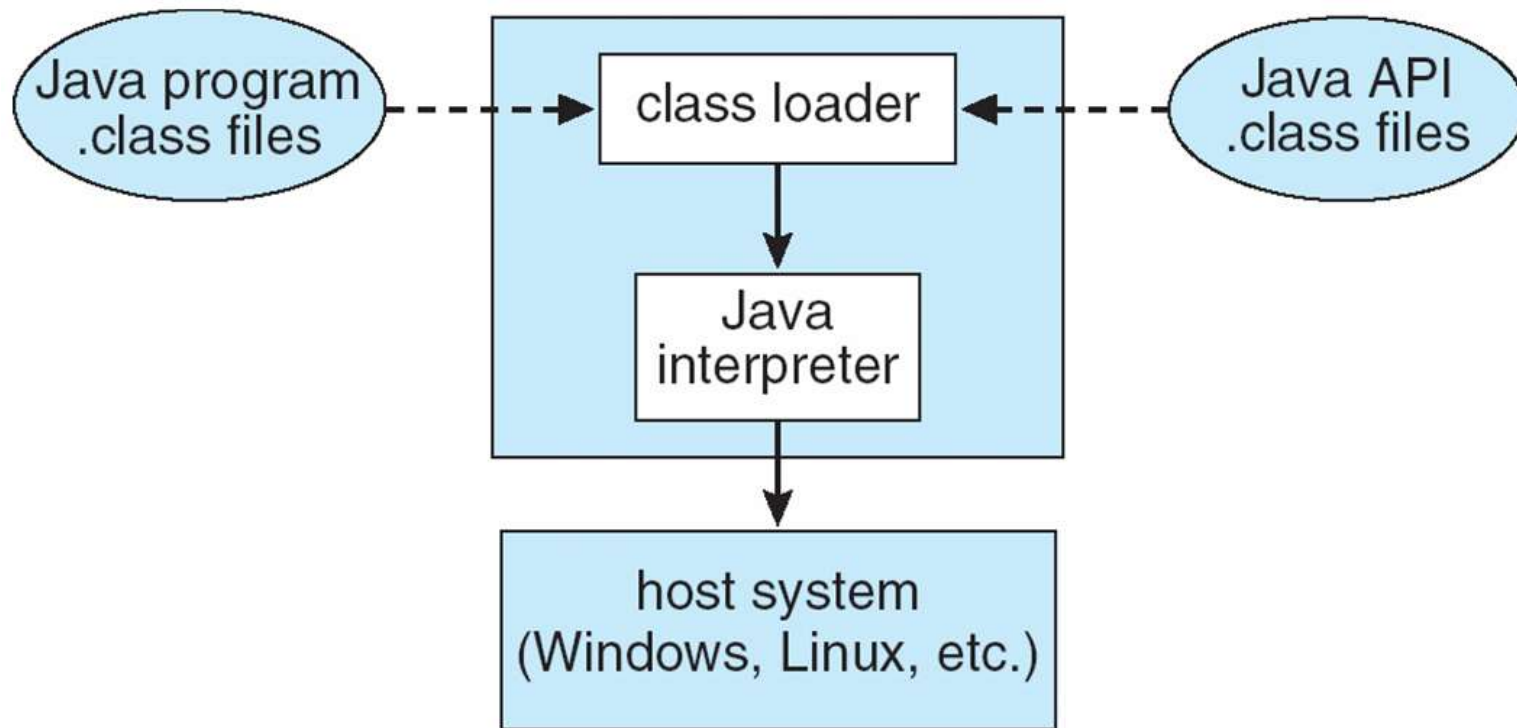 Java program
.class files
class loader
Java API
.class files
Java
interpreter
host system
(Windows, Linux, etc.)